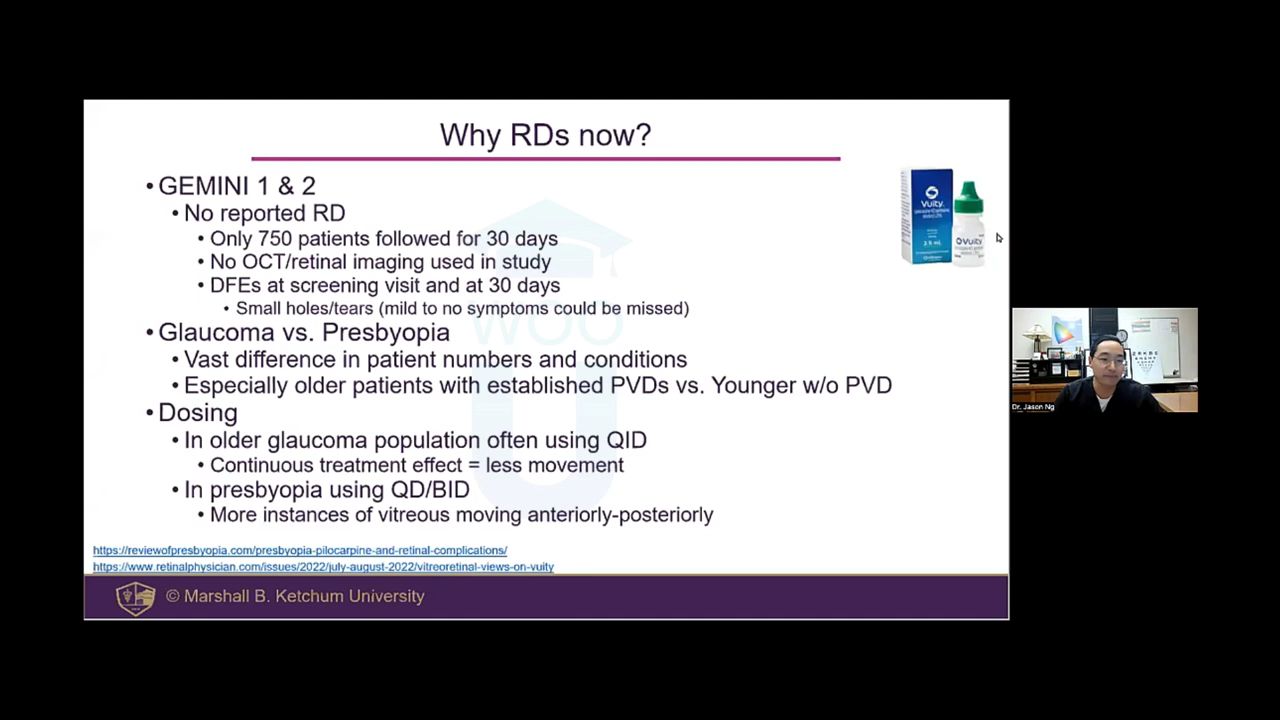 Why RDs now?
• GEMINI 1 & 2
• No reported RD
• Only 750 patients followed for 30 days
• No OCT/retinal imaging used in study
• DFEs at screening visit and at 30 days
• Small holes/tears (mild to no symptoms could be missed)
• Glaucoma vs. Presbyopia
• Vast difference in patient numbers and conditions
• Especially older patients with established PVDs vs. Younger w/o PVD
• Dosing
• In older glaucoma population often using QID
• Continuous treatment effect = less movement
• In presbyopia using QD/BID
• More instances of vitreous moving anteriorly-posteriorly
https://reviewofpresbyopia.com/presbyopia-pilocarpine-and-retinal-complications/
https://www.retinalphysician.com/issues/2022/july-august-2022/vitreoretinal-views-on-vuity
© Marshall B. Ketchum University
WOO
U
Vuity
Vuity
Dr. Jason Ng